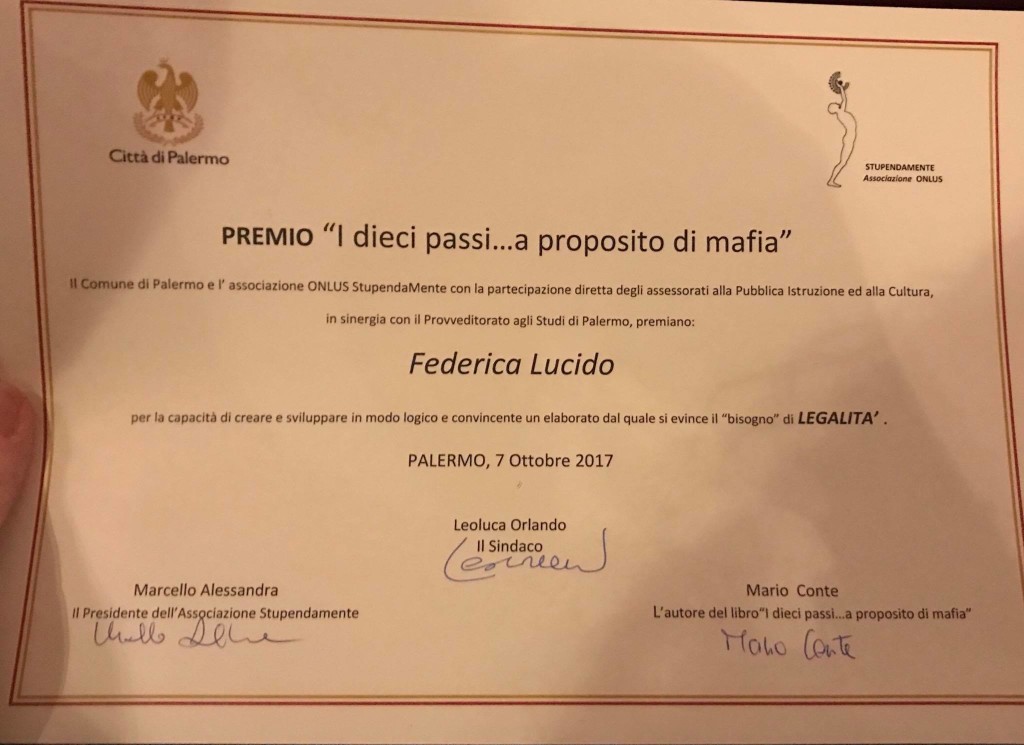 Città di Palermo
STUPENDAMENTE
Associazione ONLUS
PREMIO “I dieci passi...a proposito di mafia”
Il Comune di Palermo e l’ associazione ONLUS StupendaMente con la partecipazione diretta degli assessorati alla Pubblica Istruzione ed alla Cultura,
in sinergia con il Provveditorato agli Studi di Palermo, premiano:
Federica Lucido
per la capacità di creare e sviluppare in modo logico e convincente un elaborato dal quale si evince il “bisogno” di LEGALITA’ .
PALERMO, 7 Ottobre 2017
Leoluca Orlando
Il Sindaco
Marcello Alessandra
Il Presidente dell’Associazione Stupendamente
Mario Conte
L’autore del libro“I dieci passi...a proposito di mafia”
Mario Conte